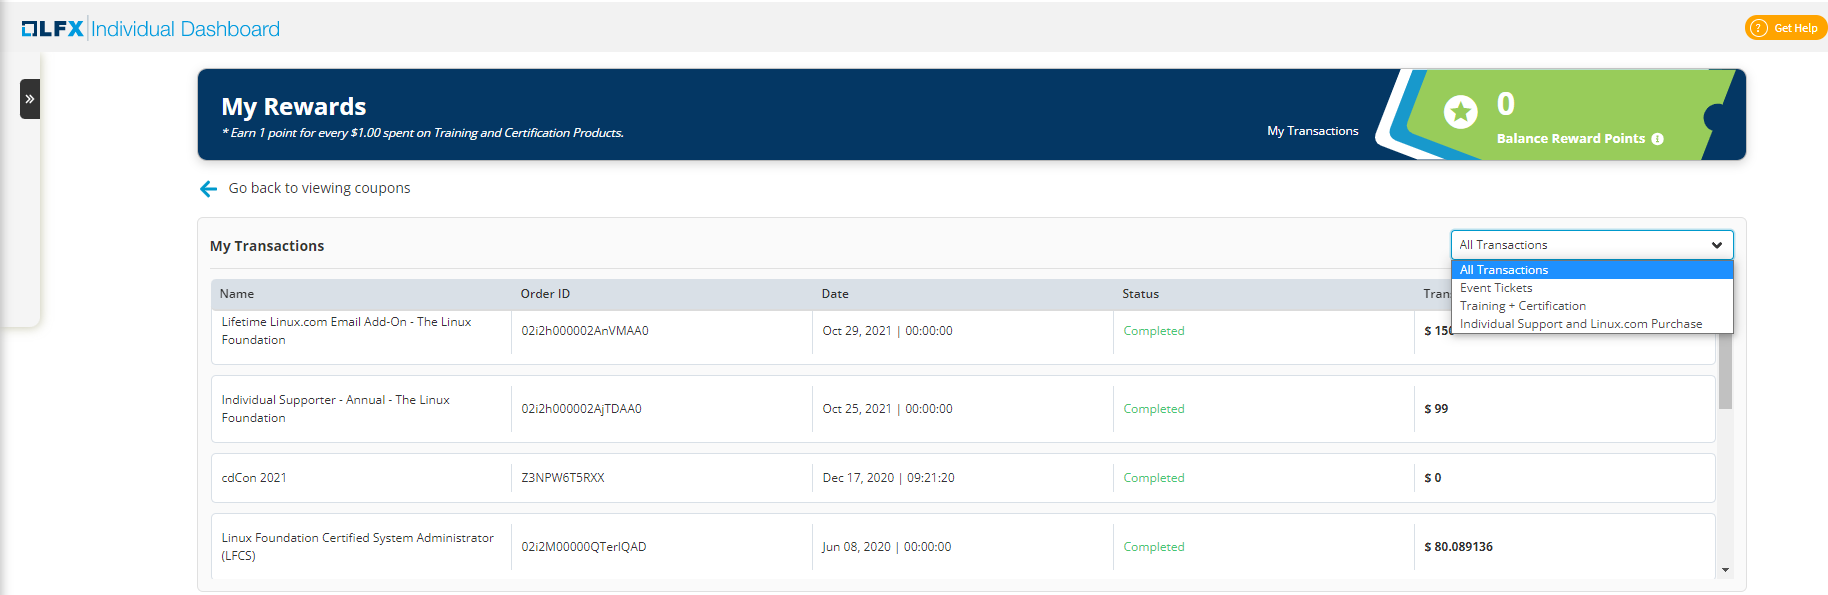 LFX Individual Dashboard
Get Help
My Rewards
* Earn 1 point for every $1.00 spent on Training and Certification Products.
My Transactions
0
Balance Reward Points
Go back to viewing coupons
My Transactions
All Transactions
All Transactions
Event Tickets
Training + Certification
Individual Support and Linux.com Purchase
Name Order ID Date Status
Lifetime Linux.com Email Add-On - The Linux
Foundation
02i2h000002AnVMAA0 Oct 29, 2021 | 00:00:00 Completed
Individual Supporter - Annual - The Linux
Foundation
02i2h000002AjTDAA0 Oct 25, 2021 | 00:00:00 Completed $ 99
cdCon 2021 Z3NPW6T5RXX Dec 17, 2020 | 09:21:20 Completed $ 0
Linux Foundation Certified System Administrator
(LFCS)
02i2M00000QTerIQAD Jun 08, 2020 | 00:00:00 Completed $ 80.089136